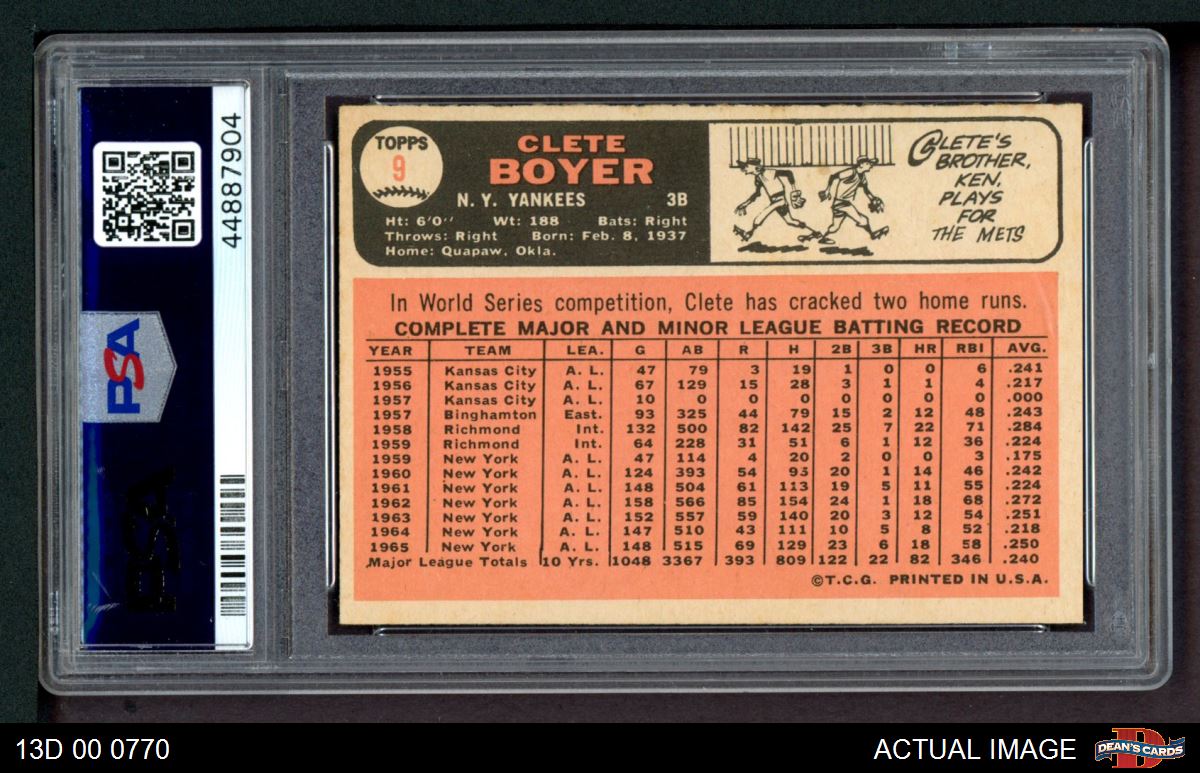 44887904
PSA
PSA
TOPPS
9
CLETE
BOYER
N. Y. YANKEES 3B
Ht: 6'0'' Wt: 188 Bats: Right
Throws: Right Born: Feb. 8, 1937
Home: Quapaw, Okla.
CLETE'S
BROTHER,
KEN,
PLAYS
FOR
THE METS
In World Series competition, Clete has cracked two home runs.
COMPLETE MAJOR AND MINOR LEAGUE BATTING RECORD
YEAR TEAM LEA. G AB R H 2B 3B HR RBI AVG.
1955 Kansas City A. L. 47 79 3 19 1 0 0 6 .241
1956 Kansas City A. L. 67 129 15 28 3 1 1 4 .217
1957 Kansas City A. L. 10 0 0 0 0 0 0 0 .000
1957 Binghamton East. 93 325 44 79 15 2 12 48 .243
1958 Richmond Int. 132 500 82 142 25 7 22 71 .284
1959 Richmond Int. 64 228 31 51 6 1 12 36 .224
1959 New York A. L. 47 114 4 20 2 0 0 3 .175
1960 New York A. L. 124 393 54 95 20 1 14 46 .242
1961 New York A. L. 148 504 61 113 19 5 11 55 .224
1962 New York A. L. 158 566 85 154 24 1 18 68 .272
1963 New York A. L. 152 557 59 140 20 3 12 54 .251
1964 New York A. L. 147 510 43 111 10 5 8 52 .218
1965 New York A. L. 148 515 69 129 23 6 18 58 .250
Major League Totals 10 Yrs. 1048 3367 393 809 122 22 82 346 .240
©T.C.G. PRINTED IN U.S.A.
13D 00 0770
ACTUAL IMAGE
DEAN'S CARDS